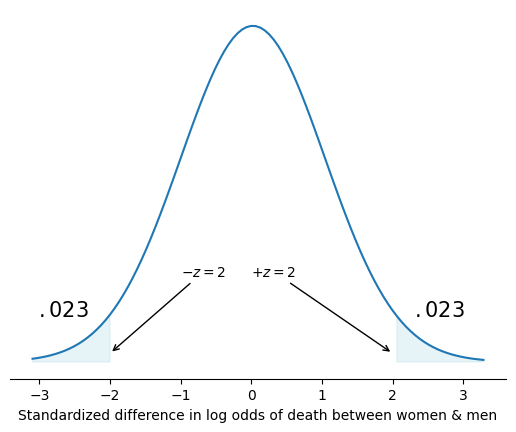 −z = 2 +z = 2
.023 .023
−3 −2 −1 0 1 2 3
Standardized difference in log odds of death between women & men